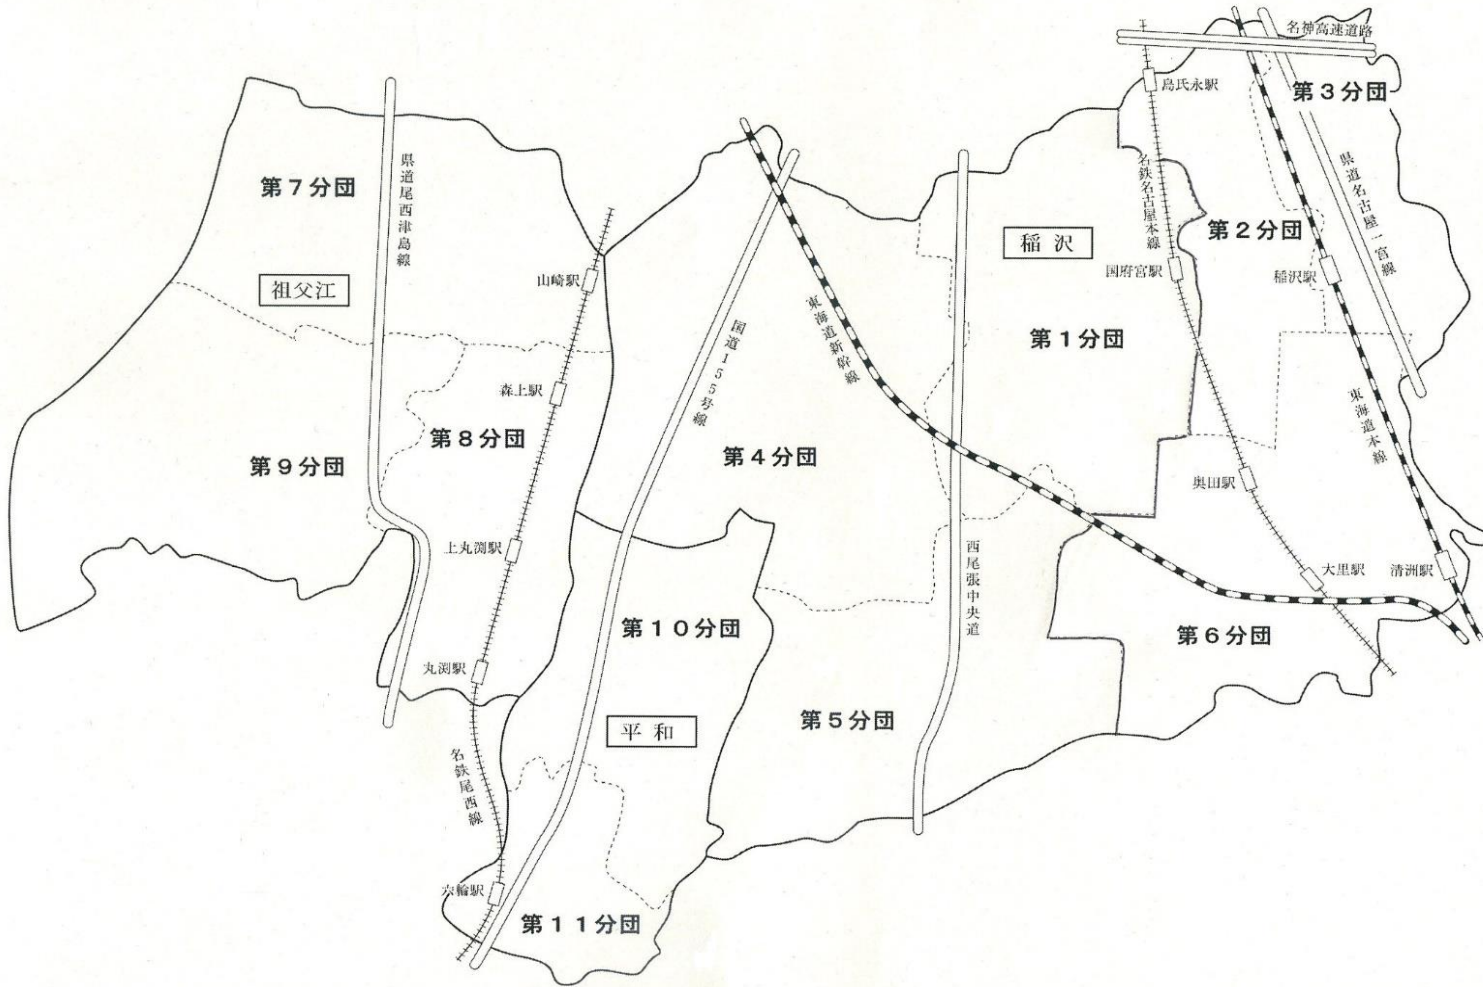 名神高速道路
島氏永駅
第3分団
県道尾西津島線
県道名古屋一宮線
名鉄名古屋本線
第7分団
第2分団
稲沢
国府宮駅
稲沢駅
山崎駅
祖父江
東海道新幹線
国道155号線
第1分団
森上駅
東海道本線
第8分団
第4分団
第9分団
奥田駅
上丸渕駅
西尾張中央道
大里駅
清洲駅
第10分団
第6分団
丸渕駅
第5分団
平和
名鉄尾西線
六輪駅
第11分団